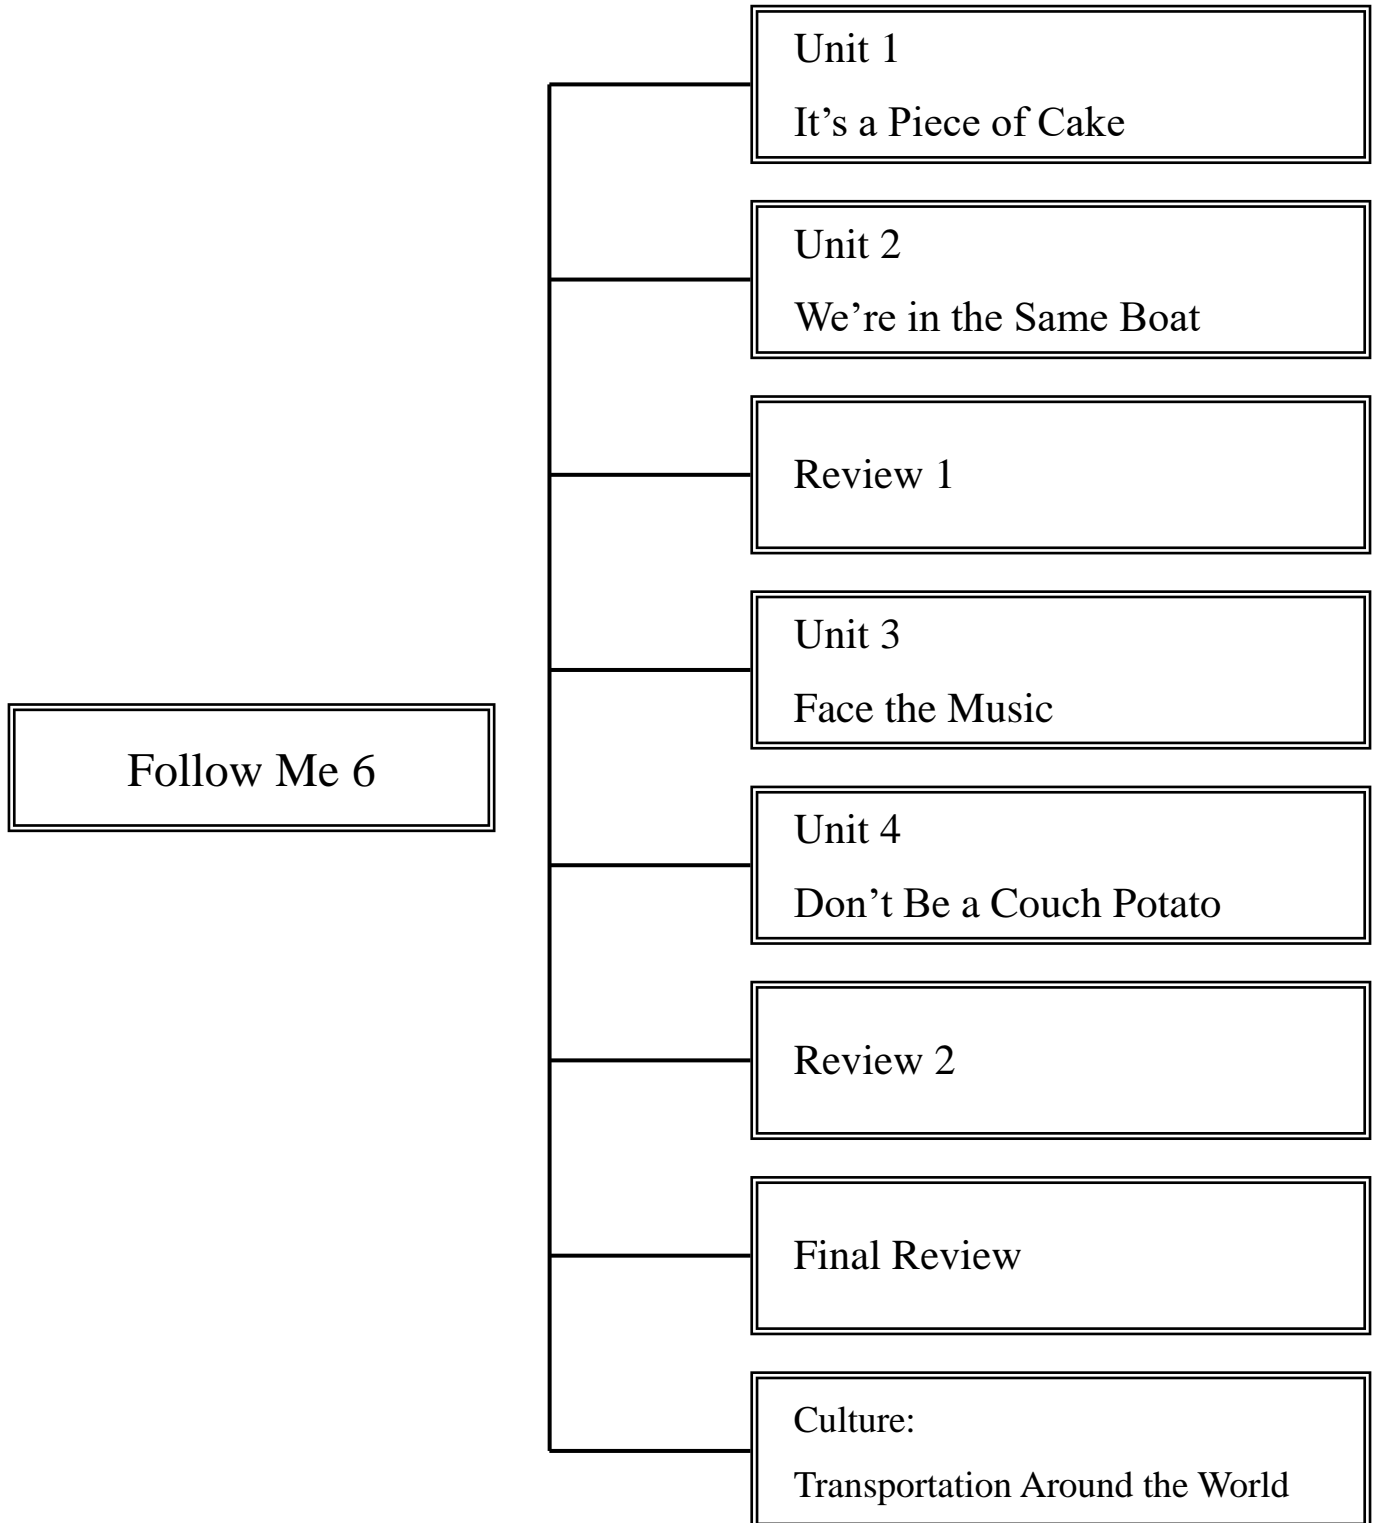 Unit 1
It’s a Piece of Cake
Unit 2
We’re in the Same Boat
Review 1
Unit 3
Face the Music
Follow Me 6
Unit 4
Don’t Be a Couch Potato
Review 2
Final Review
Culture:
Transportation Around the World